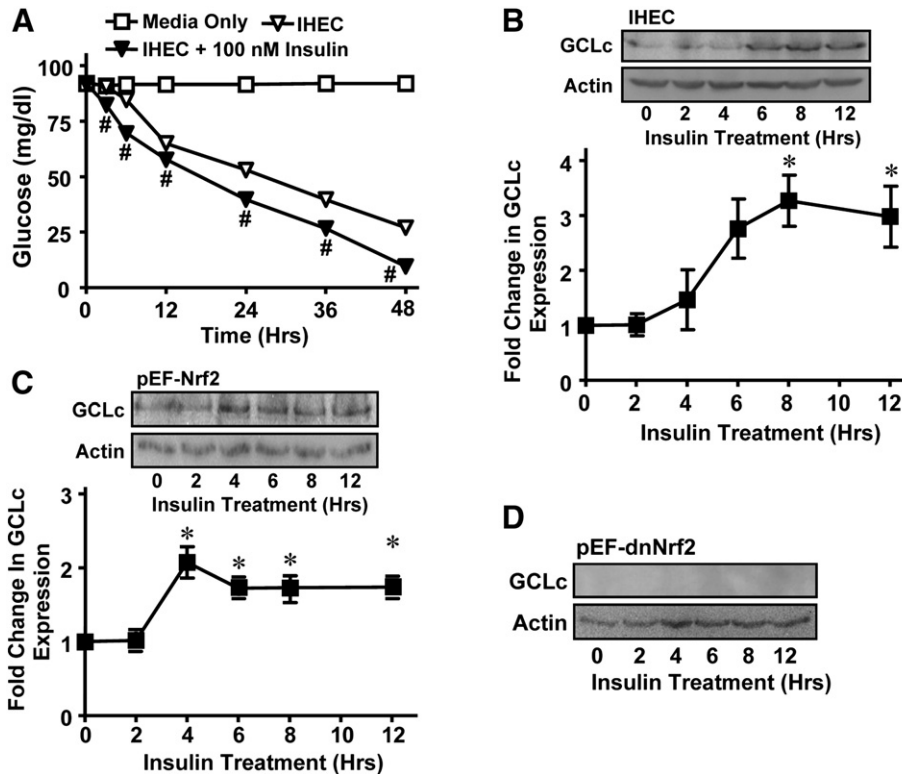 A
Media Only IHEC
IHEC + 100 nM Insulin
Glucose (mg/dl)
100
75
50
25
0
# # # # # #
0 12 24 36 48
Time (Hrs)
B
IHEC
GCLc
Actin
0 2 4 6 8 12
Insulin Treatment (Hrs)
Fold Change in GCLc
Expression
4
3
2
1
0
* *
0 2 4 6 8 10 12
Insulin Treatment (Hrs)
C
pEF-Nrf2
GCLc
Actin
0 2 4 6 8 12
Insulin Treatment (Hrs)
Fold Change In GCLc
Expression
3
2
1
0
* * * *
0 2 4 6 8 10 12
Insulin Treatment (Hrs)
D
pEF-dnNrf2
GCLc
Actin
0 2 4 6 8 12
Insulin Treatment (Hrs)